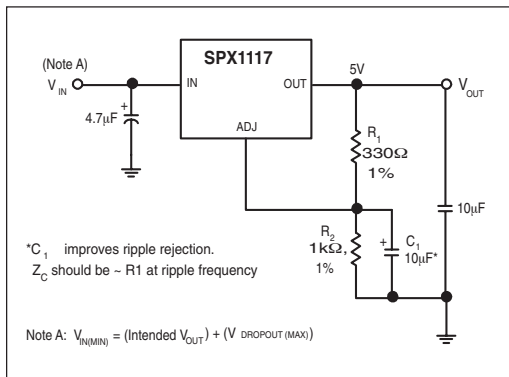 SPX1117
(Note A)
V IN
IN
OUT
5V
V OUT
4.7µF
+
ADJ
R1
330Ω
1%
10µF
R2
1kΩ,
1%
+
C1
10µF*
*C1 improves ripple rejection.
ZC should be ~ R1 at ripple frequency
Note A: VIN(MIN) = (Intended VOUT) + (V DROPOUT (MAX))